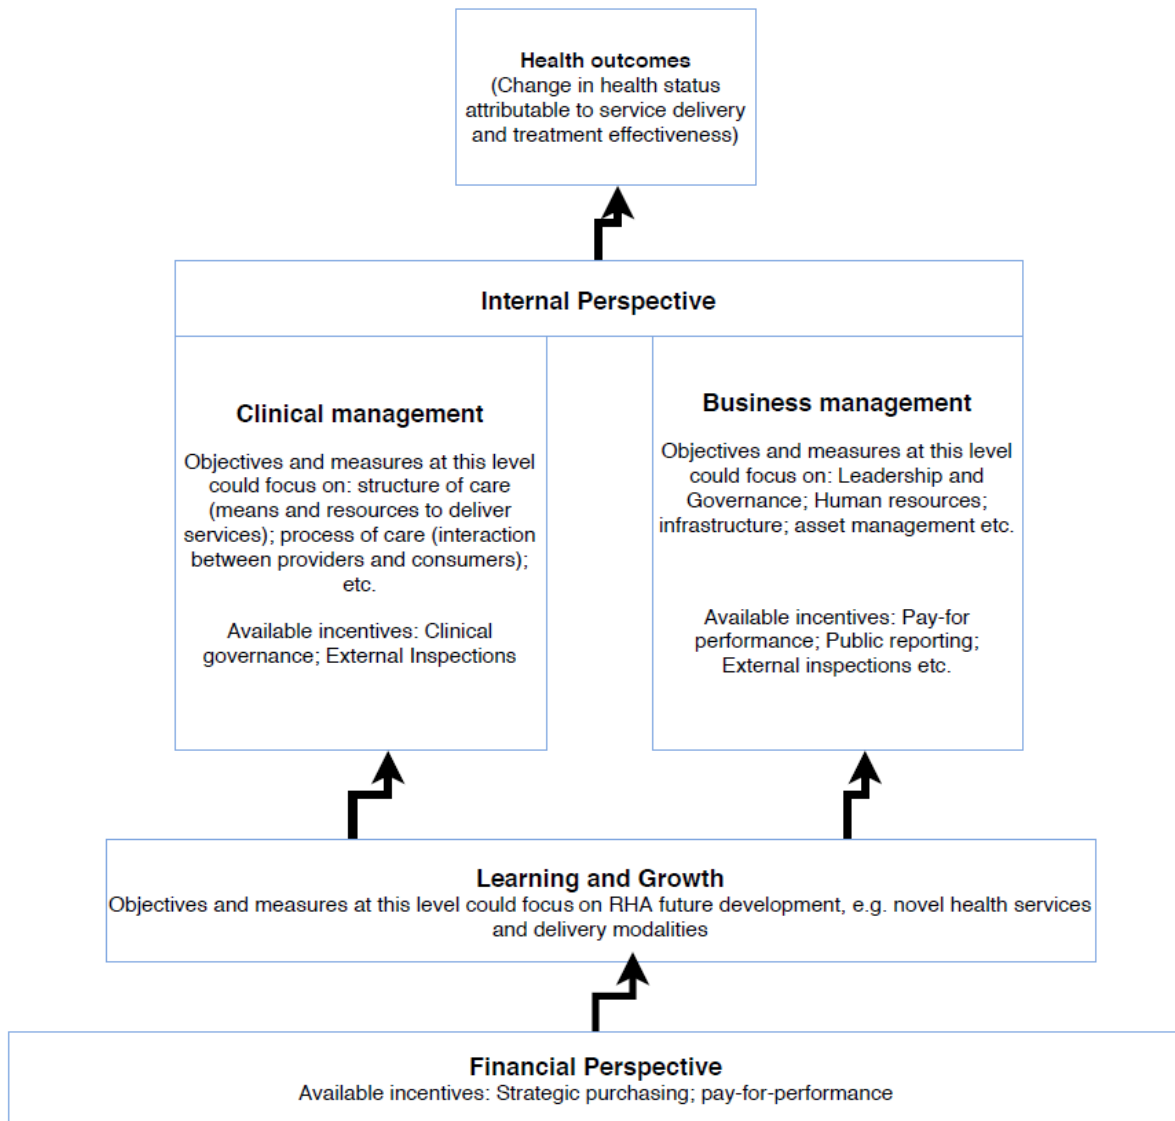 Health outcomes
(Change in health status
attributable to service delivery
and treatment effectiveness)
Internal Perspective
Clinical management
Objectives and measures at this level
could focus on: structure of care
(means and resources to deliver
services); process of care (interaction
between providers and consumers);
etc.
Available incentives: Clinical
governance; External Inspections
Business management
Objectives and measures at this level
could focus on: Leadership and
Governance; Human resources;
infrastructure; asset management etc.
Available incentives: Pay-for
performance; Public reporting;
External inspections etc.
Learning and Growth
Objectives and measures at this level could focus on RHA future development, e.g. novel health services
and delivery modalities
Financial Perspective
Available incentives: Strategic purchasing; pay-for-performance